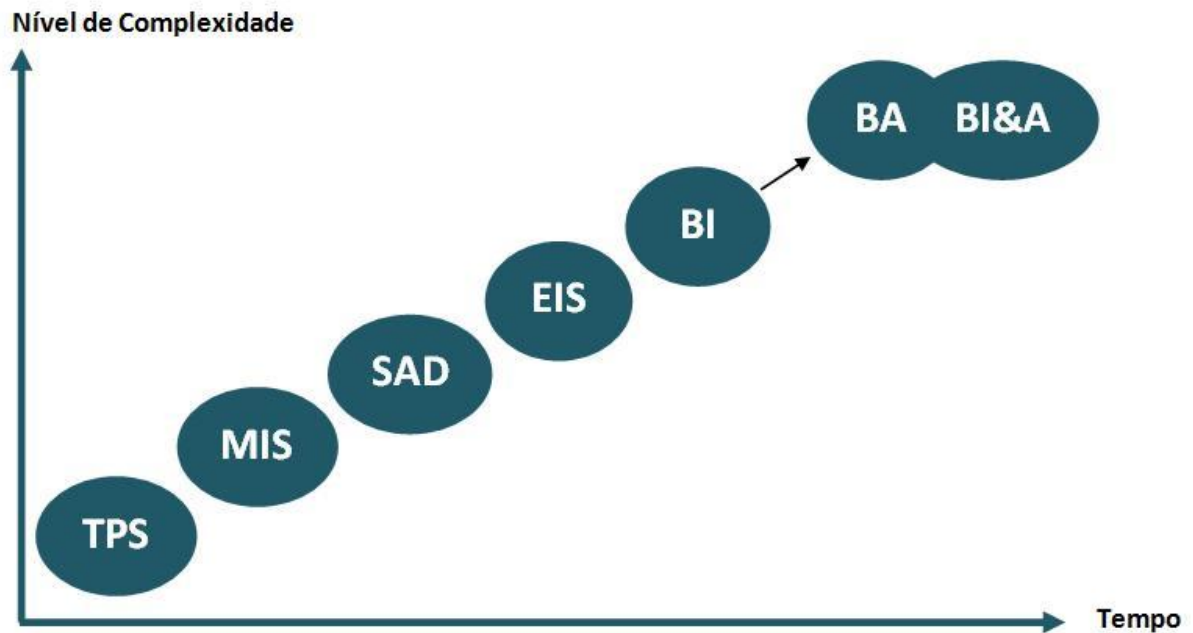 Nível de Complexidade
BA BI&A
BI
EIS
SAD
MIS
TPS
Tempo